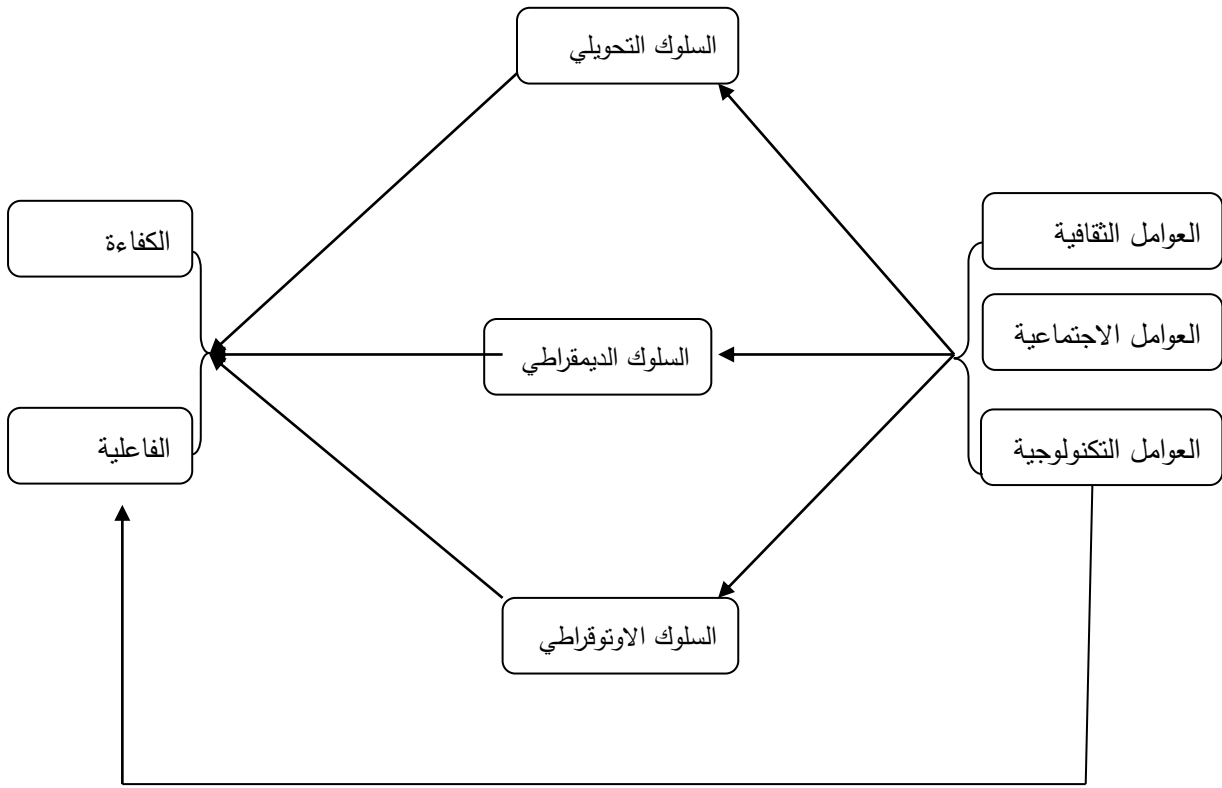 السلوك التحويلي
العوامل الثقافية
الكفاءة
العوامل الاجتماعية
السلوك الديمقراطي
العوامل التكنولوجية
الفاعلية
السلوك الاوتوقراطي